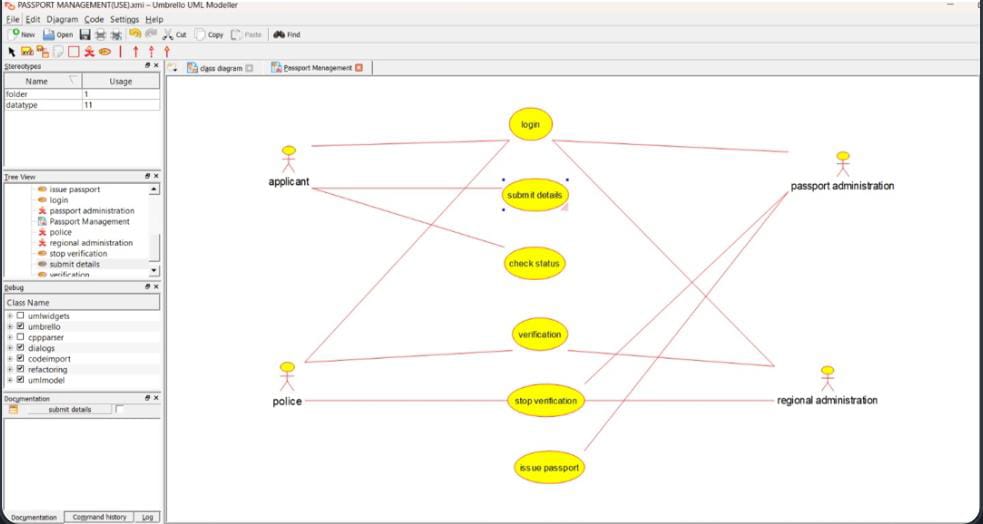 PASSPORT MANAGEMENT(USE).xmi – Umbrello UML Modeller
File Edit Diagram Code Settings Help
New Open Cut Copy Paste Find
Stereotypes
Name Usage
folder 1
datatype 11
Tree View
issue passport
login
passport administration
Passport Management
police
regional administration
stop verification
submit details
verification
Debug
Class Name
umlwidgets
umbrello
cppparser
dialogs
codeimport
refactoring
umlmodel
Documentation
submit details
Documentation Command history Log
class diagram Passport Management
login
applicant
passport administration
submit details
check status
verification
police
stop verification
regional administration
issue passport